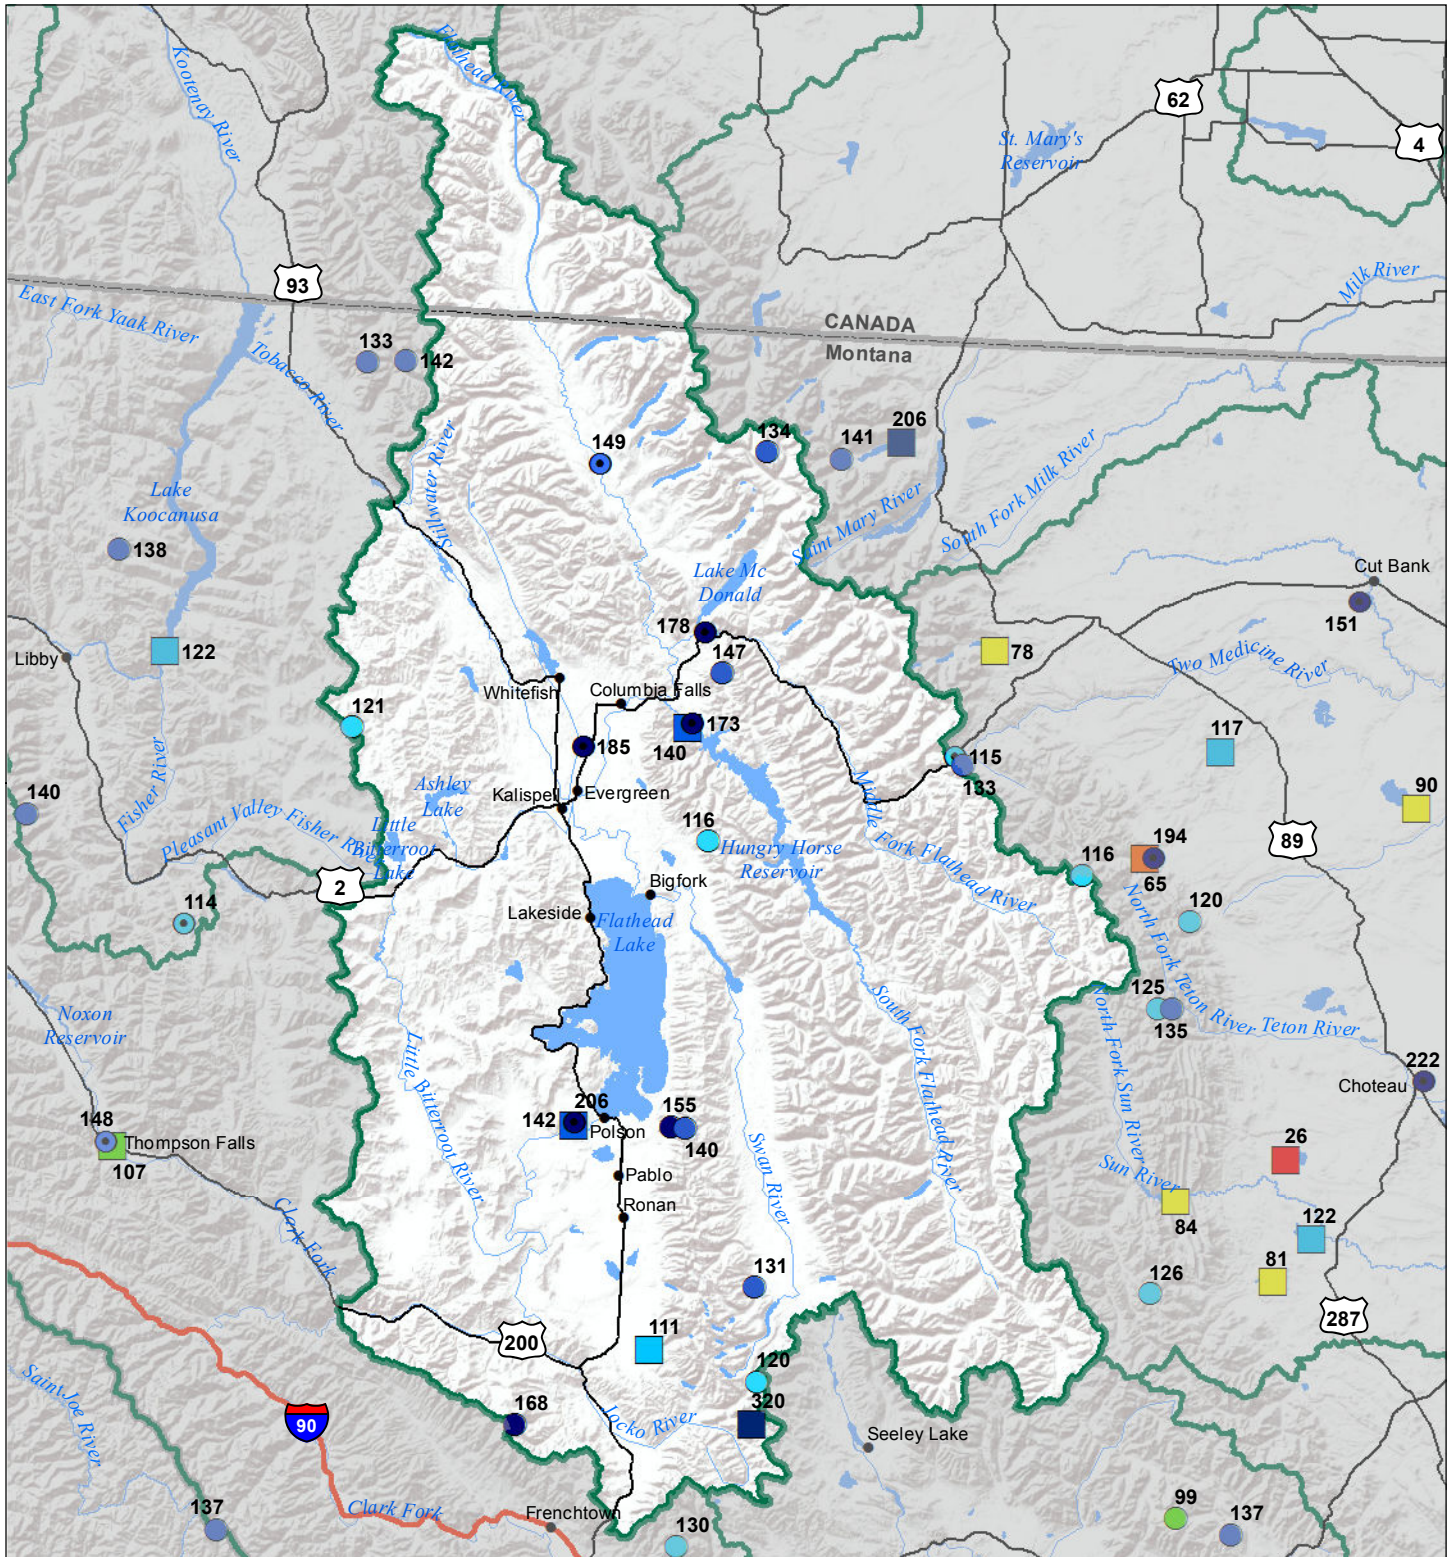 Flathead River
Kootenay River
62
4
St. Mary's
Reservoir
93
Milk River
East Fork Yaak River
CANADA
Montana
133
142
Tobacco River
149
134
141
206
Stillwater River
Lake
Koocanusa
Saint Mary River
South Fork Milk River
138
Lake Mc
Donald
Cut Bank
151
178
Libby
122
147
78
Two Medicine River
Whitefish
Columbia Falls
121
173
140
185
117
115
133
Fisher River
Ashley
Lake
Kalispell
Evergreen
90
140
Pleasant Valley Fisher River
Little
Bitterroot
Lake
116
Hungry Horse
Reservoir
Middle Fork Flathead River
89
194
65
116
2
Bigfork
114
Lakeside
Flathead
Lake
120
North Fork Teton River
Teton River
125
135
North Fork Sun River
Noxon
Reservoir
South Fork Flathead River
Little Bitterroot River
222
Choteau
148
Thompson Falls
107
142
206
Polson
155
140
Swan River
Pablo
26
Sun River
84
Ronan
Clark Fork
122
131
126
81
287
200
111
120
320
168
Jocko River
Saint Joe River
90
Seeley Lake
Clark Fork
Frenchtown
137
130
99
137